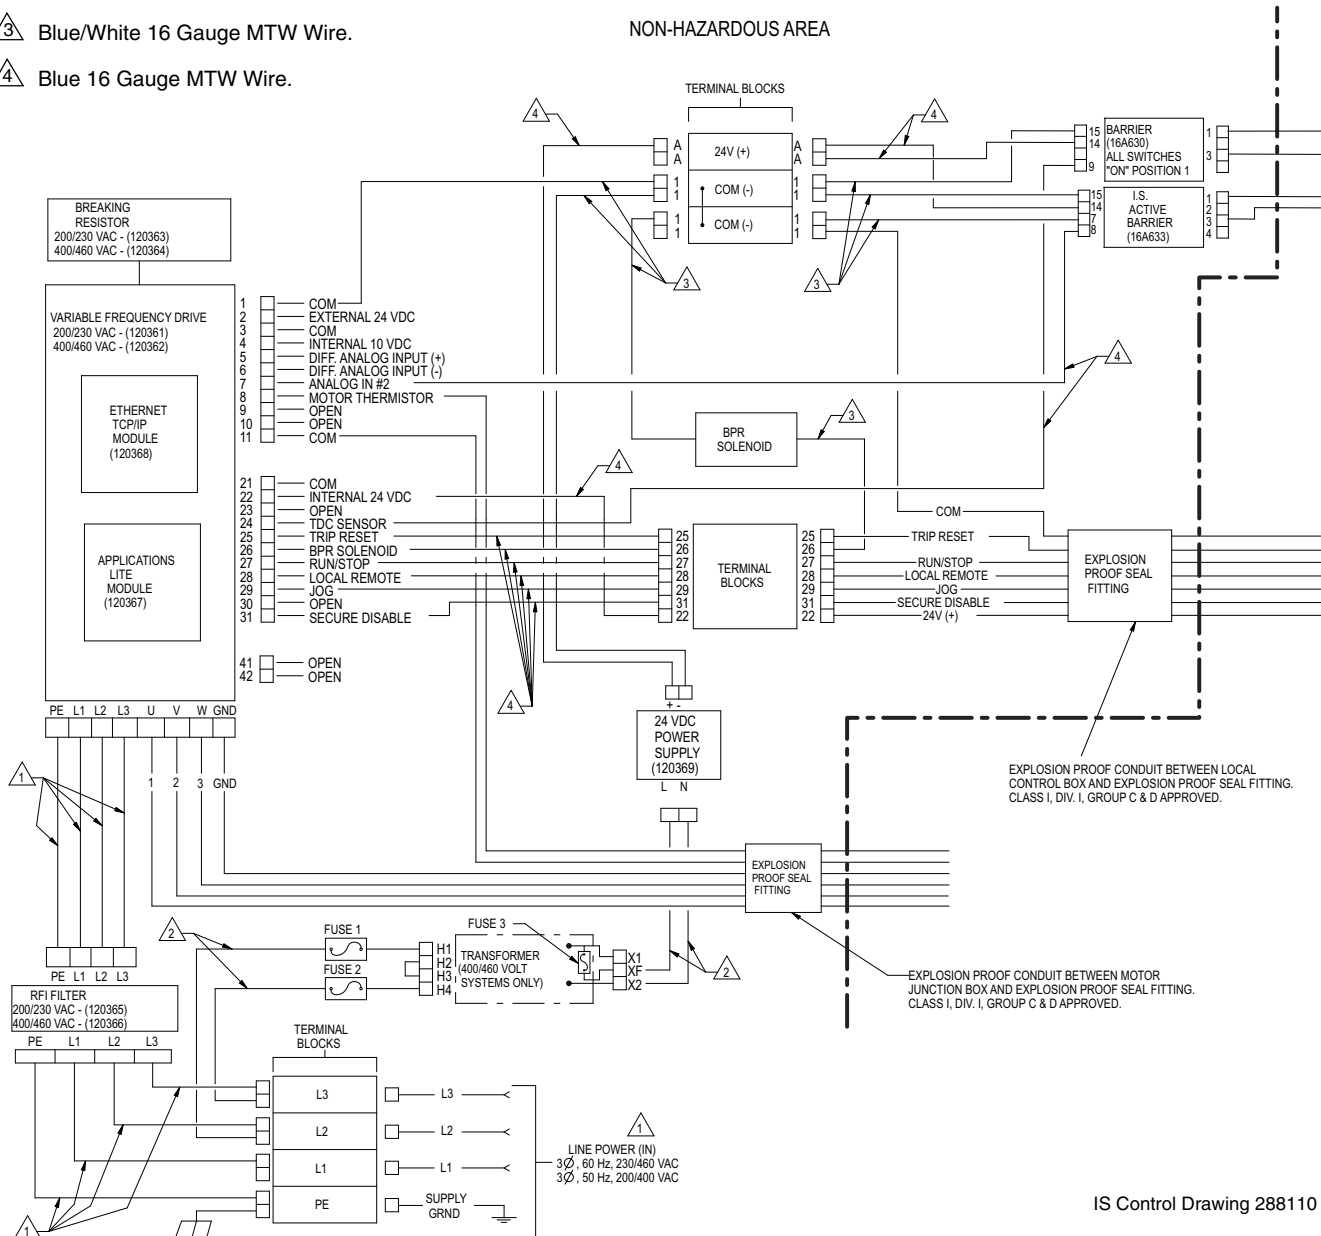 3 Blue/White 16 Gauge MTW Wire.
4 Blue 16 Gauge MTW Wire.
NON-HAZARDOUS AREA
TERMINAL BLOCKS
4
4
A
A
24V (+)
A
A
1
1
COM (-)
1
1
1
1
COM (-)
1
1
3
3
15
14
9
BARRIER
(16A630)
ALL SWITCHES
"ON" POSITION 1
1
3
15
14
7
8
I.S.
ACTIVE
BARRIER
(16A633)
1
2
3
4
BREAKING
RESISTOR
200/230 VAC - (120363)
400/460 VAC - (120364)
VARIABLE FREQUENCY DRIVE
200/230 VAC - (120361)
400/460 VAC - (120362)
ETHERNET
TCP/IP
MODULE
(120368)
APPLICATIONS
LITE
MODULE
(120367)
1 COM
2 EXTERNAL 24 VDC
3 COM
4 INTERNAL 10 VDC
5 DIFF. ANALOG INPUT (+)
6 DIFF. ANALOG INPUT (-)
7 ANALOG IN #2
8 MOTOR THERMISTOR
9 OPEN
10 OPEN
11 COM
21 COM
22 INTERNAL 24 VDC
23 OPEN
24 TDC SENSOR
25 TRIP RESET
26 BPR SOLENOID
27 RUN/STOP
28 LOCAL REMOTE
29 JOG
30 OPEN
31 SECURE DISABLE
41 OPEN
42 OPEN
4
BPR
SOLENOID
3
4
4
25
26
27
28
29
31
22
TERMINAL
BLOCKS
25
26
27
28
29
31
22
COM
TRIP RESET
RUN/STOP
LOCAL REMOTE
JOG
SECURE DISABLE
24V (+)
EXPLOSION
PROOF SEAL
FITTING
+ -
24 VDC
POWER
SUPPLY
(120369)
L N
EXPLOSION PROOF CONDUIT BETWEEN LOCAL
CONTROL BOX AND EXPLOSION PROOF SEAL FITTING.
CLASS I, DIV. I, GROUP C & D APPROVED.
PE L1 L2 L3 U V W GND
1
1 2 3 GND
EXPLOSION
PROOF SEAL
FITTING
EXPLOSION PROOF CONDUIT BETWEEN MOTOR
JUNCTION BOX AND EXPLOSION PROOF SEAL FITTING.
CLASS I, DIV. I, GROUP C & D APPROVED.
2
FUSE 1
FUSE 2
FUSE 3
H1
H2
H3
H4
TRANSFORMER
(400/460 VOLT
SYSTEMS ONLY)
X1
XF
X2
2
PE L1 L2 L3
RFI FILTER
200/230 VAC - (120365)
400/460 VAC - (120366)
PE L1 L2 L3
TERMINAL
BLOCKS
L3 L3
L2 L2
L1 L1
PE SUPPLY
GRND
1
LINE POWER (IN)
3Ø, 60 Hz, 230/460 VAC
3Ø, 50 Hz, 200/400 VAC
1
IS Control Drawing 288110